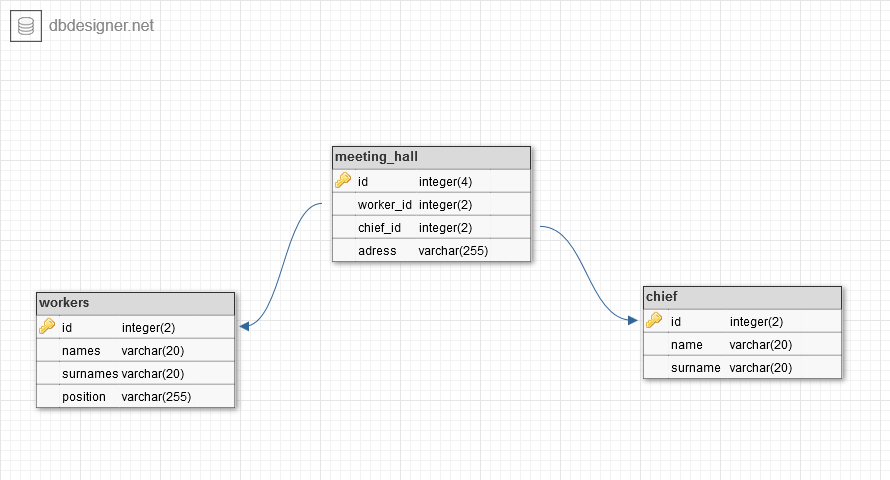 dbdesigner.net
meeting_hall
id integer(4)
worker_id integer(2)
chief_id integer(2)
adress varchar(255)
workers
id integer(2)
names varchar(20)
surnames varchar(20)
position varchar(255)
chief
id integer(2)
name varchar(20)
surname varchar(20)